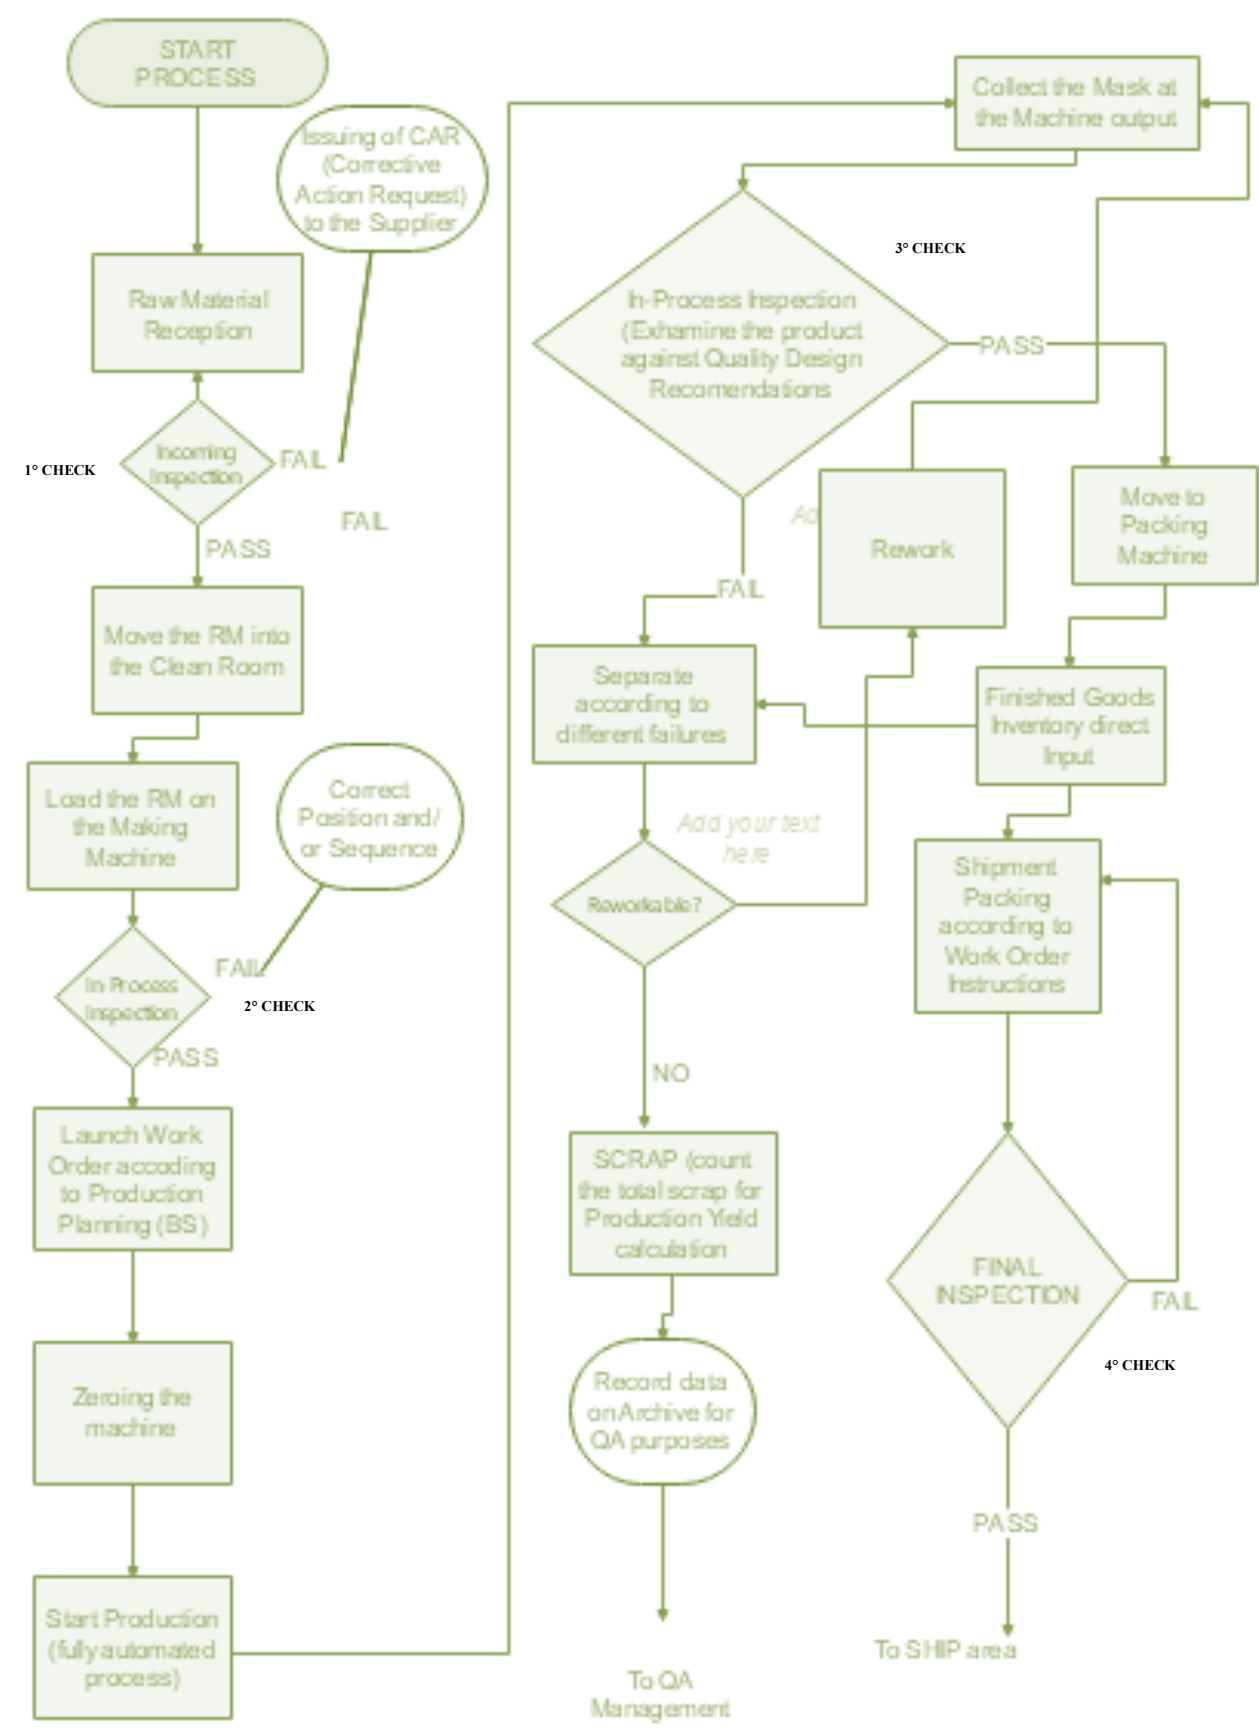 START
PROCESS
Issuing of CAR
(Corrective
Action Request)
to the Supplier
Raw Material
Reception
1° CHECK
Incoming
Inspection
FAIL
FAIL
PASS
Move the RM into
the Clean Room
Load the RM on
the Making
Machine
Correct
Position and/
or Sequence
In-Process
Inspection
FAIL
2° CHECK
PASS
Launch Work
Order accoding
to Production
Planning (BS)
Zeroing the
machine
Start Production
(fully automated
process)
Collect the Mask at
the Machine output
3° CHECK
In-Process Inspection
(Exhamine the product
against Quality Design
Recomendations
PASS
FAIL
Ad
Rework
Move to
Packing
Machine
Separate
according to
different failures
Finished Goods
Inventory direct
Input
Add your text
here
Reworkable?
NO
SCRAP (count
the total scrap for
Production Yield
calculation
Record data
on Archive for
QA purposes
To QA
Management
Shipment
Packing
according to
Work Order
Instructions
FINAL
INSPECTION
FAIL
4° CHECK
PASS
To SHIP area